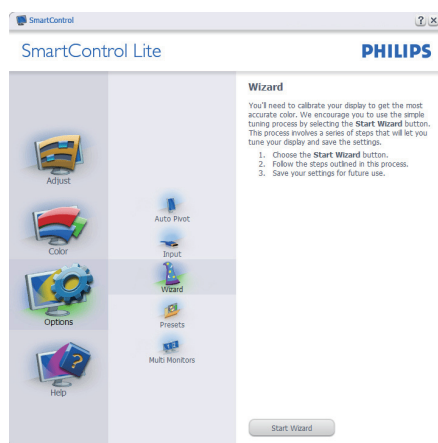 SmartControl
? ×
SmartControl Lite
PHILIPS
Adjust
Color
Options
Help
Auto Pivot
Input
Wizard
Presets
Multi Monitors
Wizard
You'll need to calibrate your display to get the most
accurate color. We encourage you to use the simple
tuning process by selecting the Start Wizard button.
This process involves a series of steps that will let you
tune your display and save the settings.
1. Choose the Start Wizard button.
2. Follow the steps outlined in this process.
3. Save your settings for future use.
Start Wizard